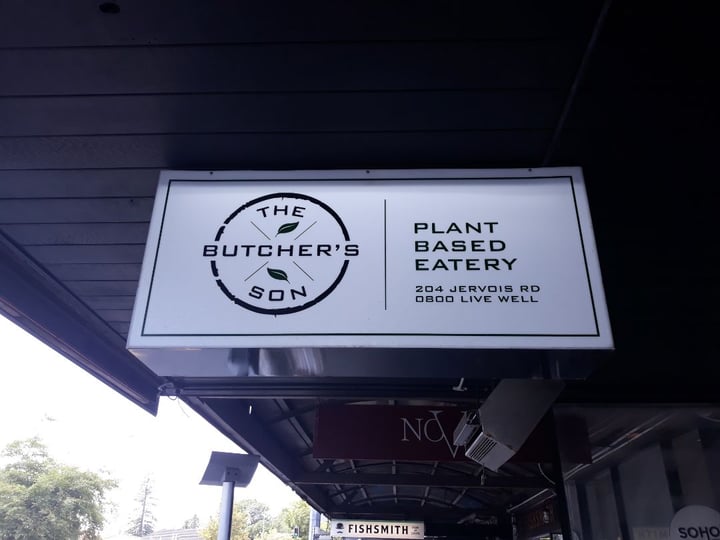 THE
BUTCHER'S
SON
PLANT
BASED
EATERY
204 JERVOIS RD
0800 LIVE WELL
FISHSMITH
SOHO